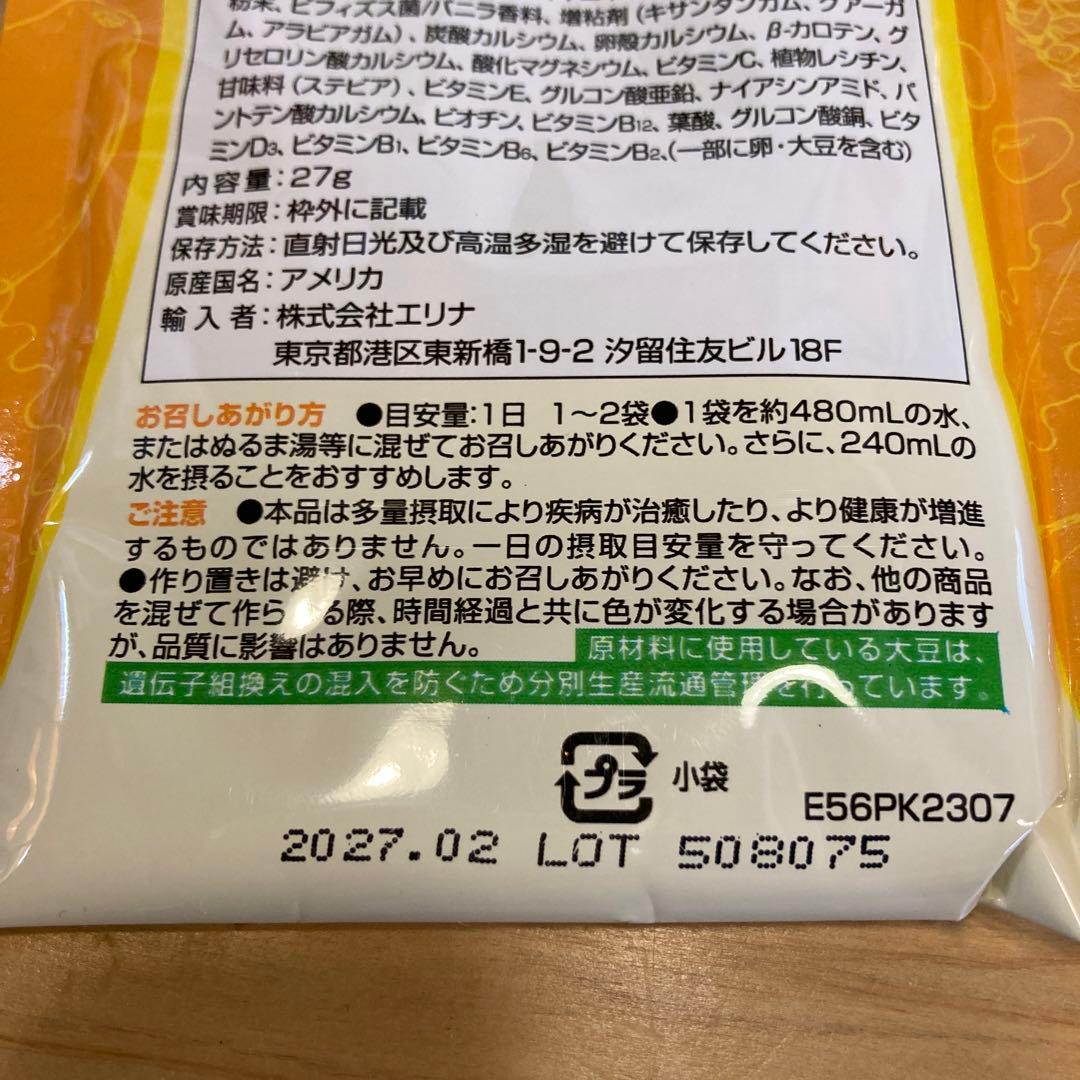 粉末、ビフィズス菌/バニラ香料、増粘剤(キサンタンガム、グァーガ
ム、アラビアガム)、炭酸カルシウム、卵殻カルシウム、β-カロテン、グ
リセロリン酸カルシウム、酸化マグネシウム、ビタミンC、植物レシチン、
甘味料(ステビア)、ビタミンE、グルコン酸亜鉛、ナイアシンアミド、パ
ントテン酸カルシウム、ビオチン、ビタミンB12、葉酸、グルコン酸銅、ビタ
ミンD3、ビタミンB1、ビタミンB6、ビタミンB2、(一部に卵・大豆を含む)
内容量:27g
賞味期限:枠外に記載
保存方法:直射日光及び高温多湿を避けて保存してください。
原産国名:アメリカ
輸入者:株式会社エリナ
東京都港区東新橋1-9-2 汐留住友ビル18F
お召しあがり方 ●目安量:1日 1〜2袋●1袋を約480mLの水、
またはぬるま湯等に混ぜてお召しあがりください。さらに、240mLの
水を摂ることをおすすめします。
ご注意 ●本品は多量摂取により疾病が治癒したり、より健康が増進
するものではありません。一日の摂取目安量を守ってください。
●作り置きは避け、お早めにお召しあがりください。なお、他の商品
を混ぜて作られる際、時間経過と共に色が変化する場合があります
が、品質に影響はありません。
原材料に使用している大豆は、
遺伝子組換えの混入を防ぐため分別生産流通管理を行っています。
プラ 小袋
E56PK2307
2027.02 LOT 508075